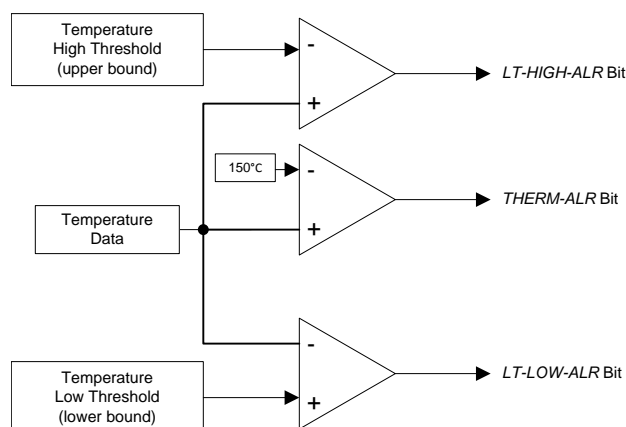 Temperature
High Threshold
(upper bound)
-
+
LT-HIGH-ALR Bit
150°C
-
+
THERM-ALR Bit
Temperature
Data
-
+
LT-LOW-ALR Bit
Temperature
Low Threshold
(lower bound)